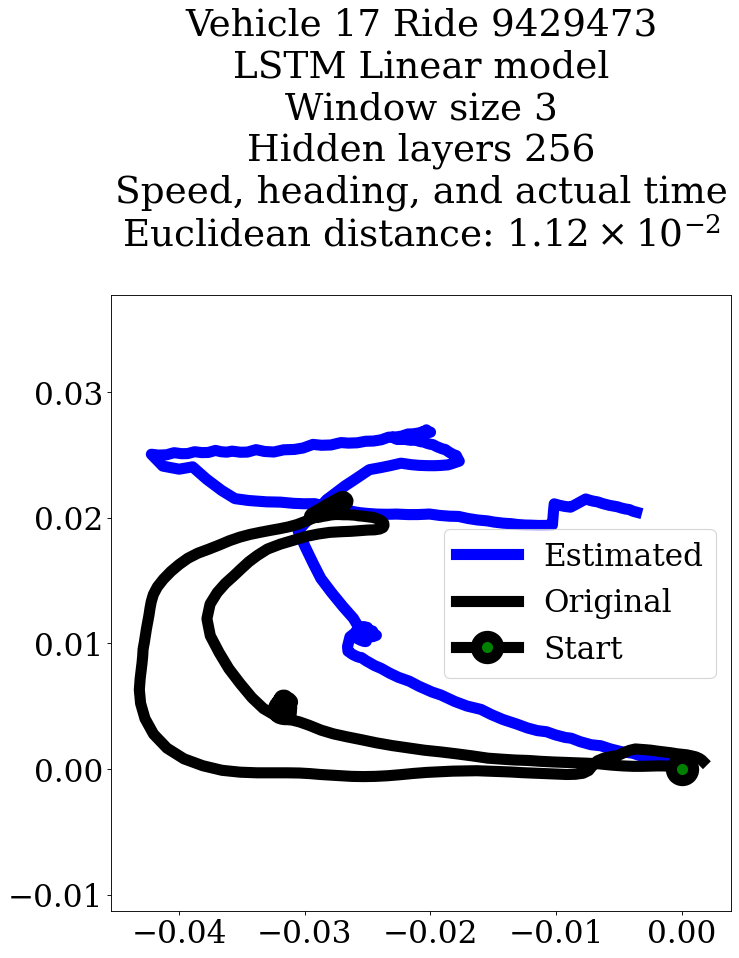 Vehicle 17 Ride 9429473
LSTM Linear model
Window size 3
Hidden layers 256
Speed, heading, and actual time
Euclidean distance: 1.12 × 10⁻²
0.03
0.02
0.01
0.00
−0.01
Estimated
Original
Start
−0.04 −0.03 −0.02 −0.01 0.00